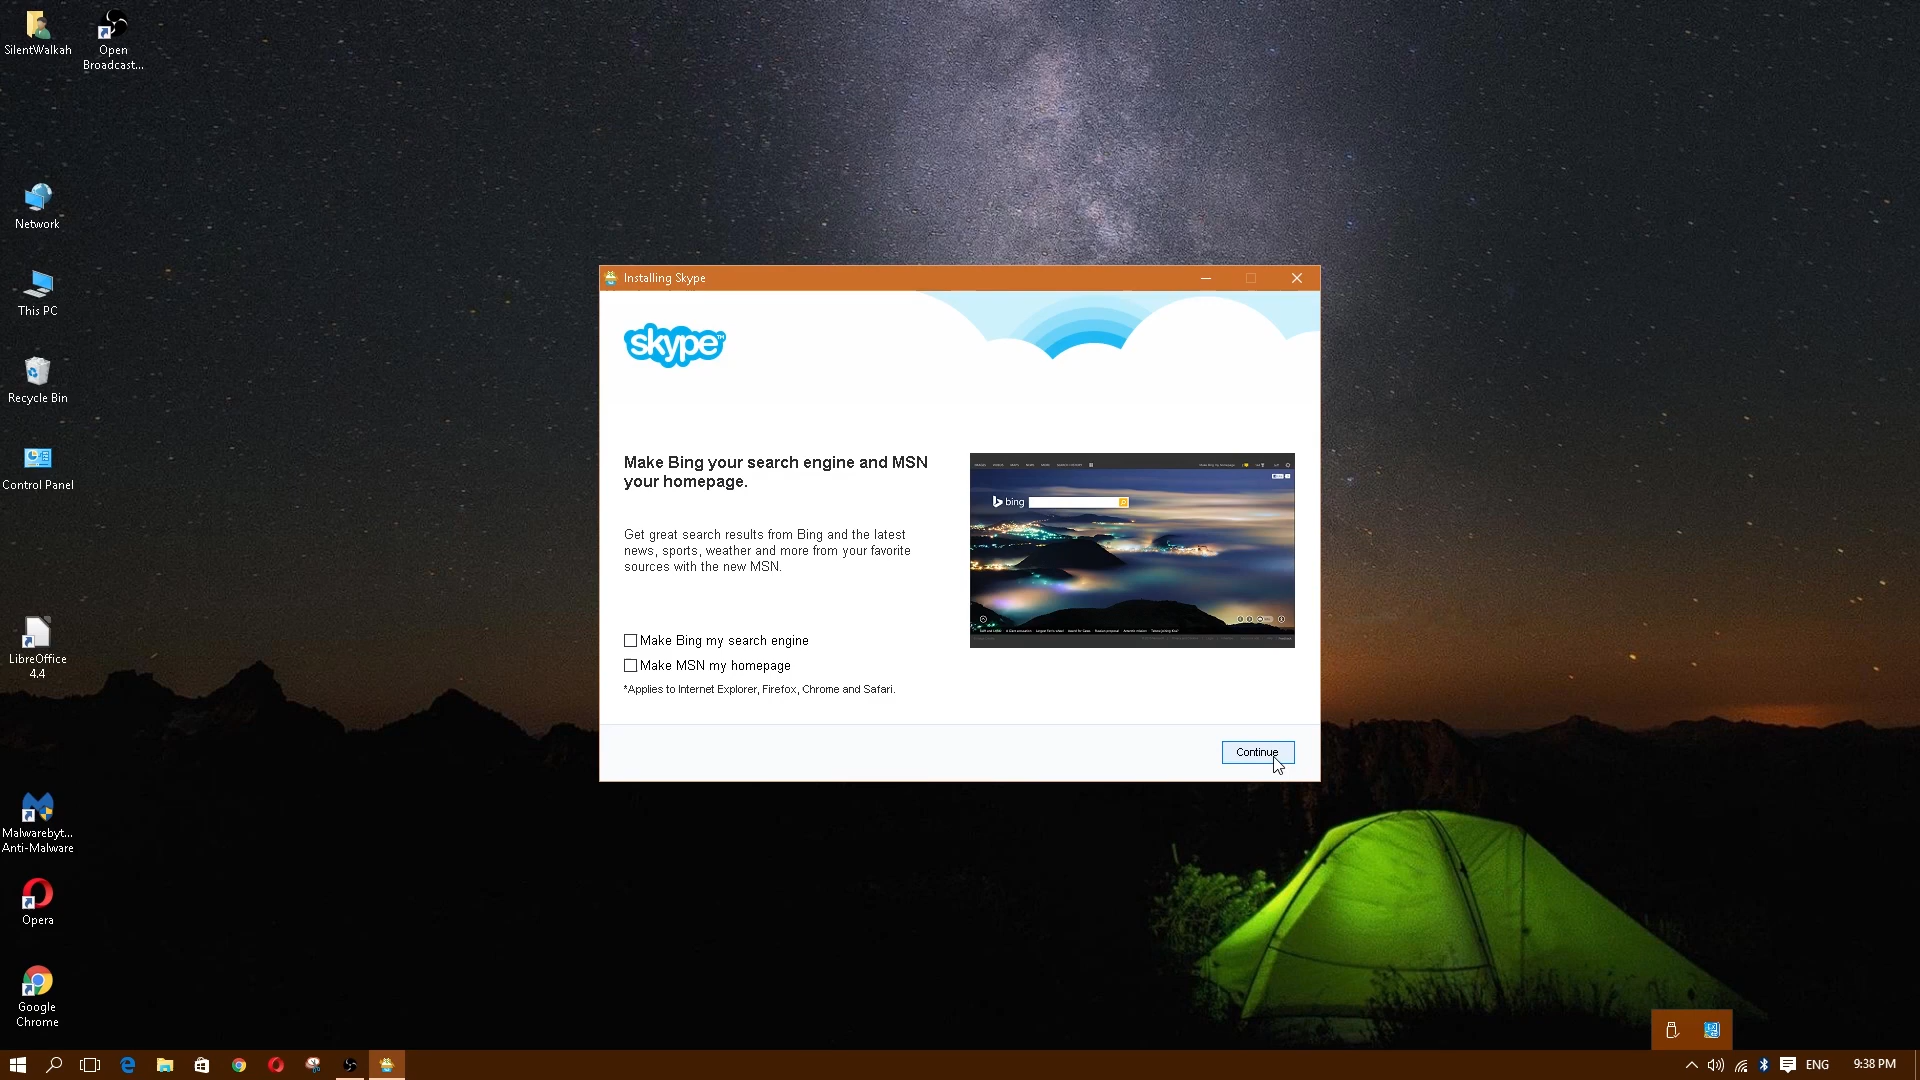 SilentWalkah
Open
Broadcast...
Network
This PC
Recycle Bin
Control Panel
LibreOffice
4.4
Malwarebyt...
Anti-Malware
Opera
Google
Chrome
Installing Skype
skype™
Make Bing your search engine and MSN
your homepage.
Get great search results from Bing and the latest
news, sports, weather and more from your favorite
sources with the new MSN.
bing
Make Bing my search engine
Make MSN my homepage
*Applies to Internet Explorer, Firefox, Chrome and Safari.
Continue
ENG
9:38 PM